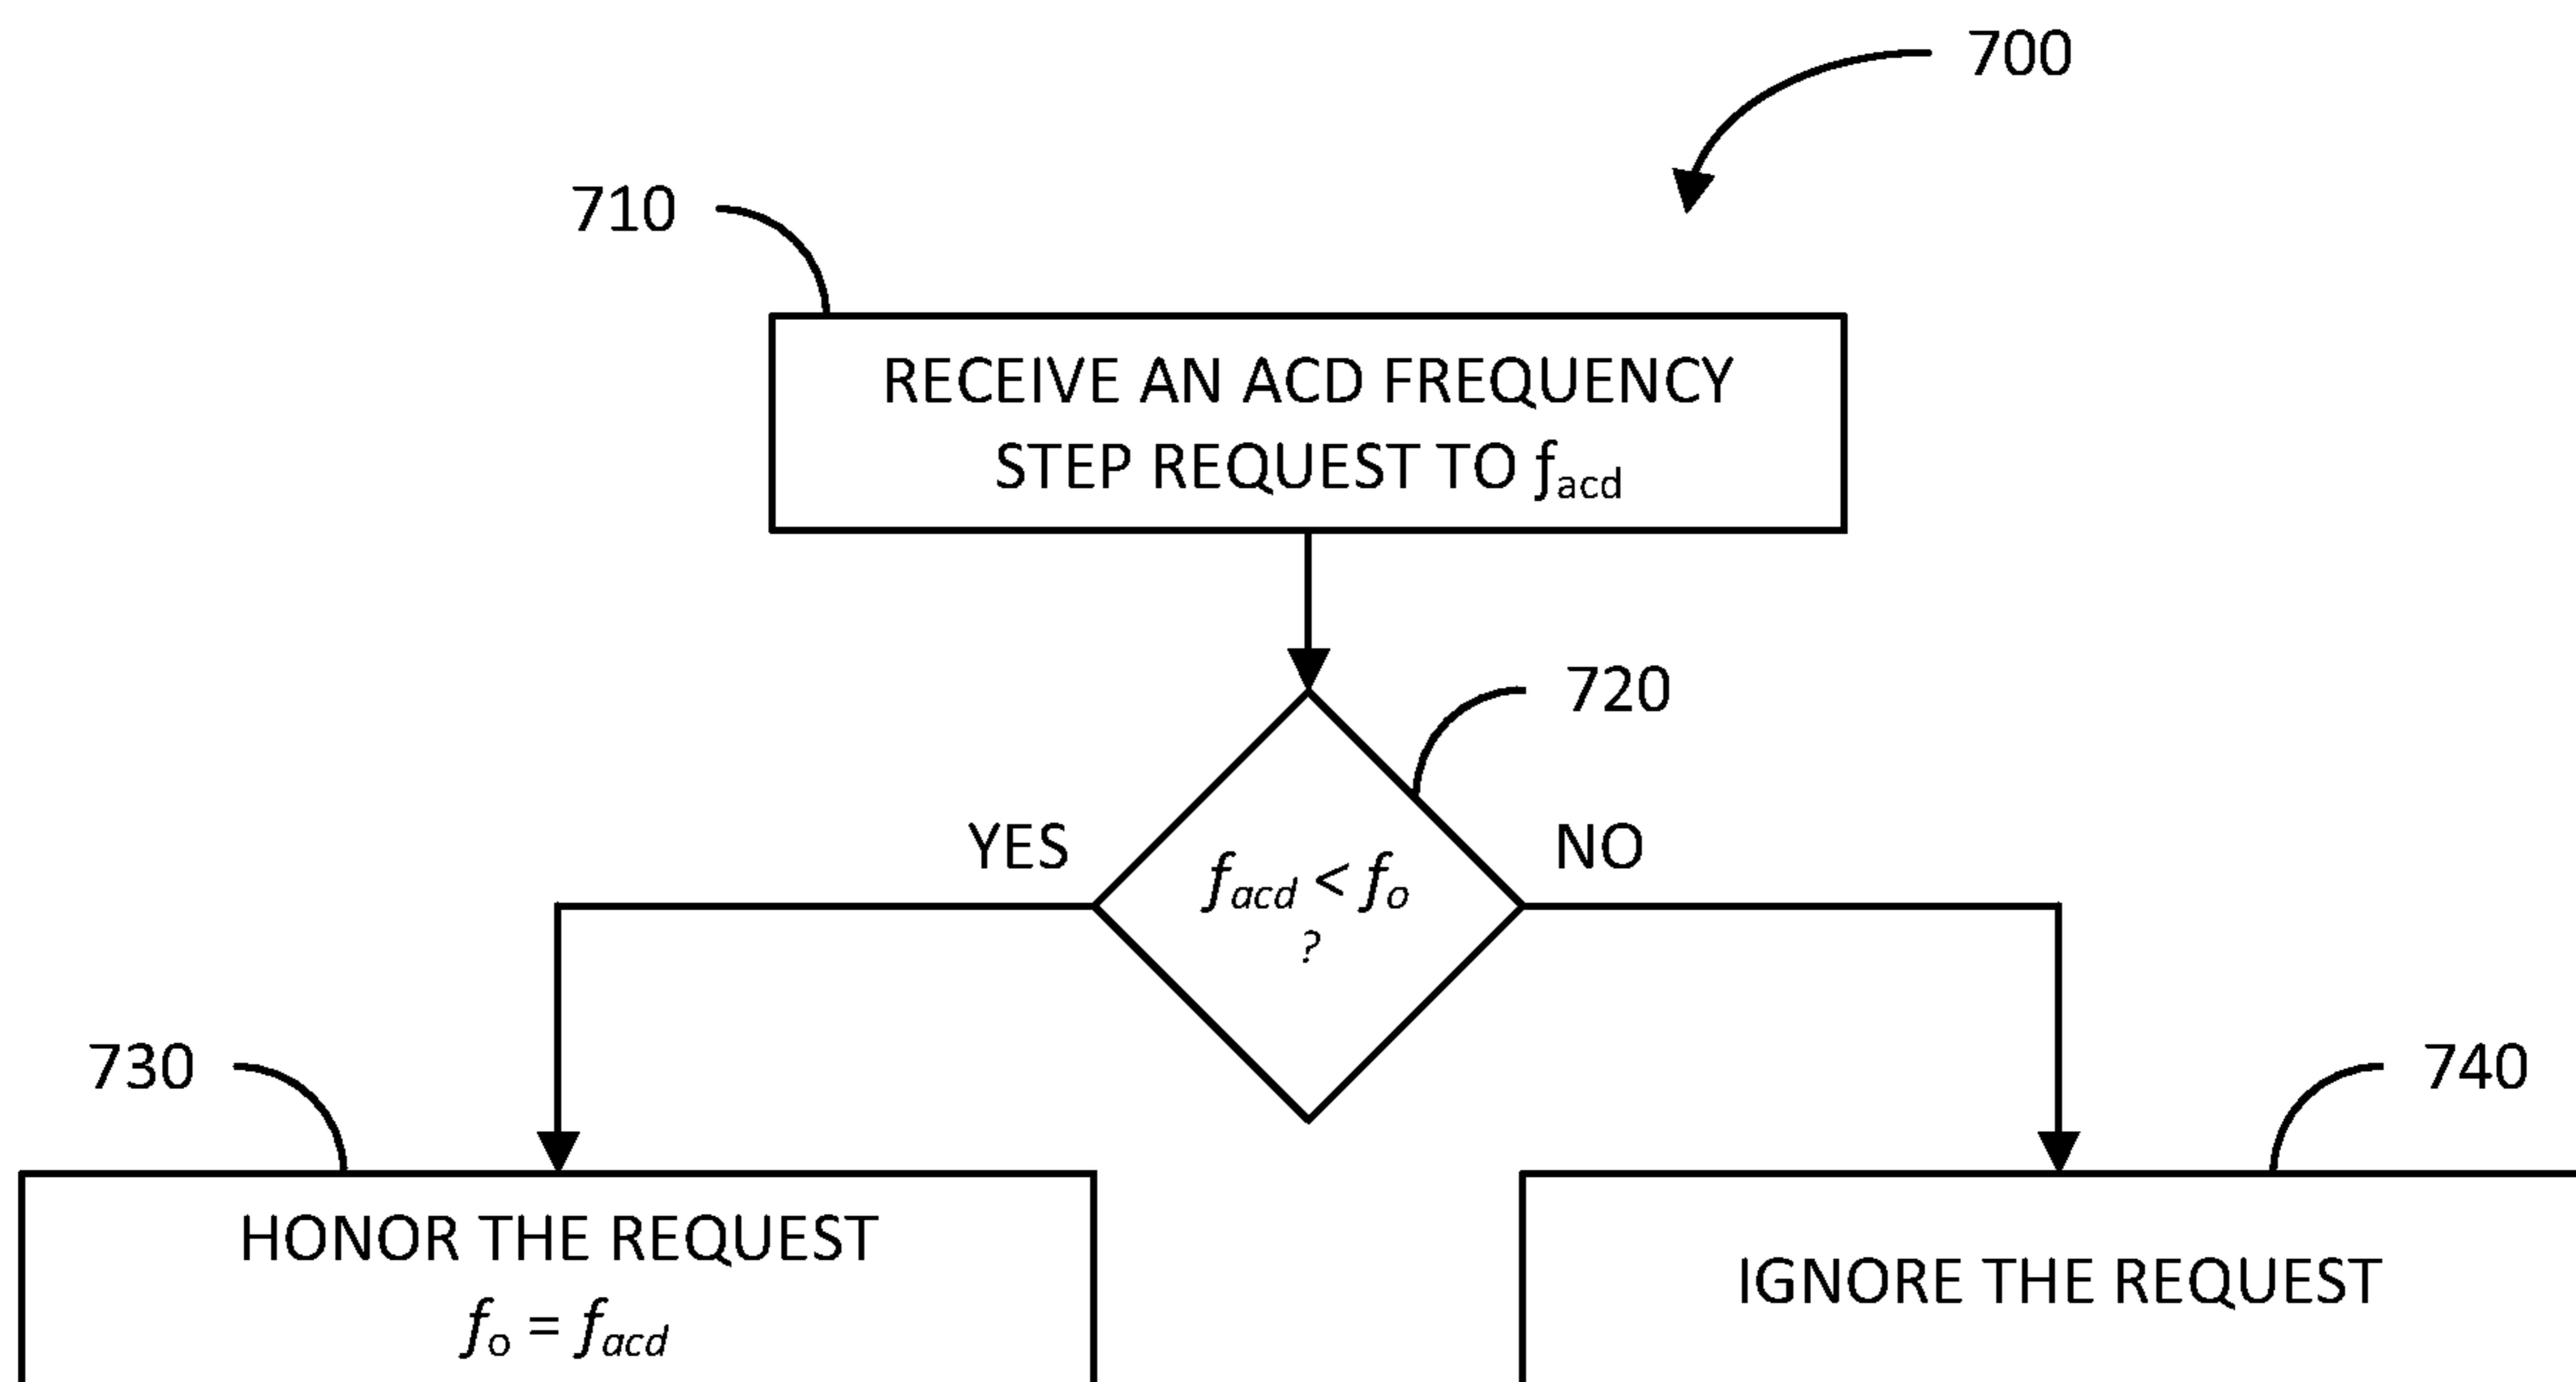 700
710
RECEIVE AN ACD FREQUENCY
STEP REQUEST TO facd
720
YES
NO
facd < fo
?
730
740
HONOR THE REQUEST
fo = facd
IGNORE THE REQUEST